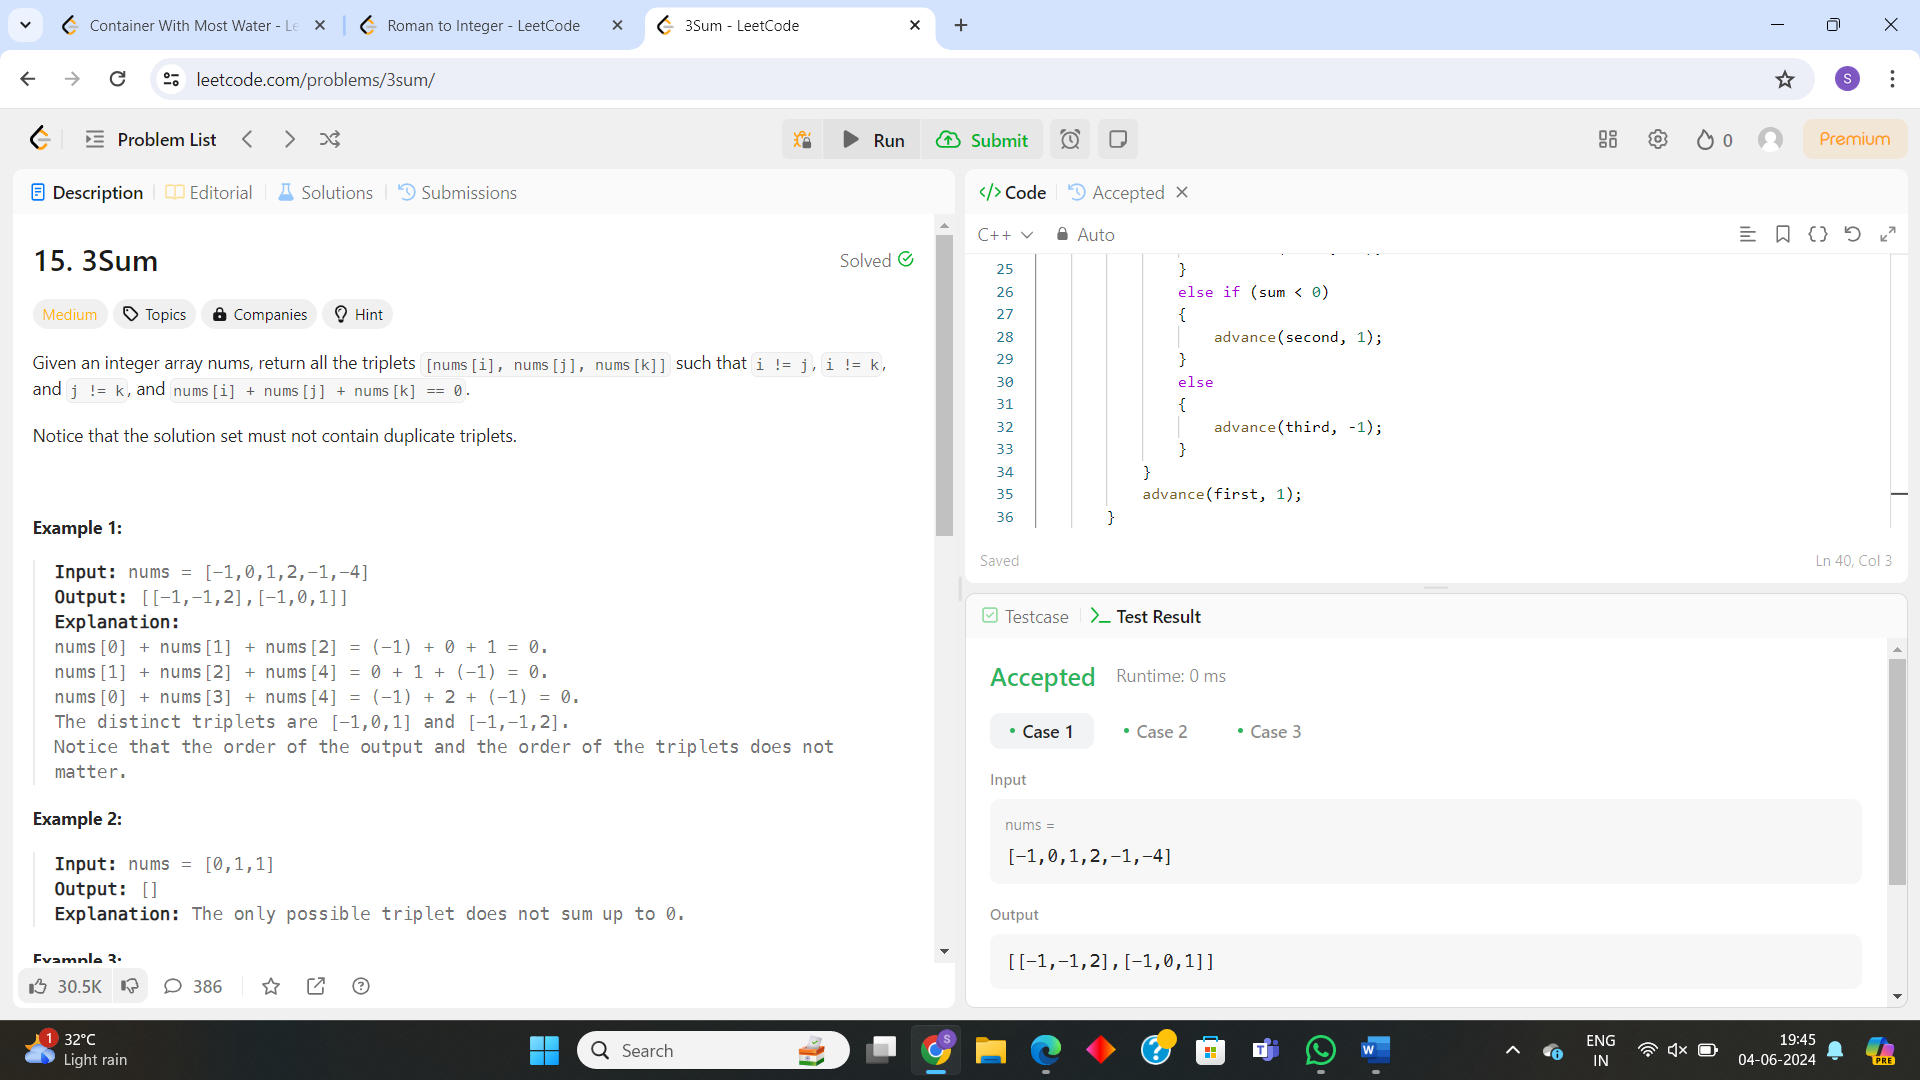 Container With Most Water - Le
Roman to Integer - LeetCode
3Sum - LeetCode
leetcode.com/problems/3sum/
S
Problem List
Run
Submit
0
Premium
Description
Editorial
Solutions
Submissions
15. 3Sum
Solved
Medium
Topics
Companies
Hint
Given an integer array nums, return all the triplets [nums[i], nums[j], nums[k]] such that i != j, i != k,
and j != k, and nums[i] + nums[j] + nums[k] == 0.
Notice that the solution set must not contain duplicate triplets.
Example 1:
Input: nums = [-1,0,1,2,-1,-4]
Output: [[-1,-1,2],[-1,0,1]]
Explanation:
nums[0] + nums[1] + nums[2] = (-1) + 0 + 1 = 0.
nums[1] + nums[2] + nums[4] = 0 + 1 + (-1) = 0.
nums[0] + nums[3] + nums[4] = (-1) + 2 + (-1) = 0.
The distinct triplets are [-1,0,1] and [-1,-1,2].
Notice that the order of the output and the order of the triplets does not
matter.
Example 2:
Input: nums = [0,1,1]
Output: []
Explanation: The only possible triplet does not sum up to 0.
Example 3:
30.5K
386
</> Code
Accepted
C++
Auto
25 }
26 else if (sum < 0)
27 {
28 advance(second, 1);
29 }
30 else
31 {
32 advance(third, -1);
33 }
34 }
35 advance(first, 1);
36 }
Saved
Ln 40, Col 3
Testcase
Test Result
Accepted
Runtime: 0 ms
• Case 1
• Case 2
• Case 3
Input
nums =
[-1,0,1,2,-1,-4]
Output
[[-1,-1,2],[-1,0,1]]
1
32°C
Light rain
Search
S
ENG
IN
19:45
04-06-2024
PRE